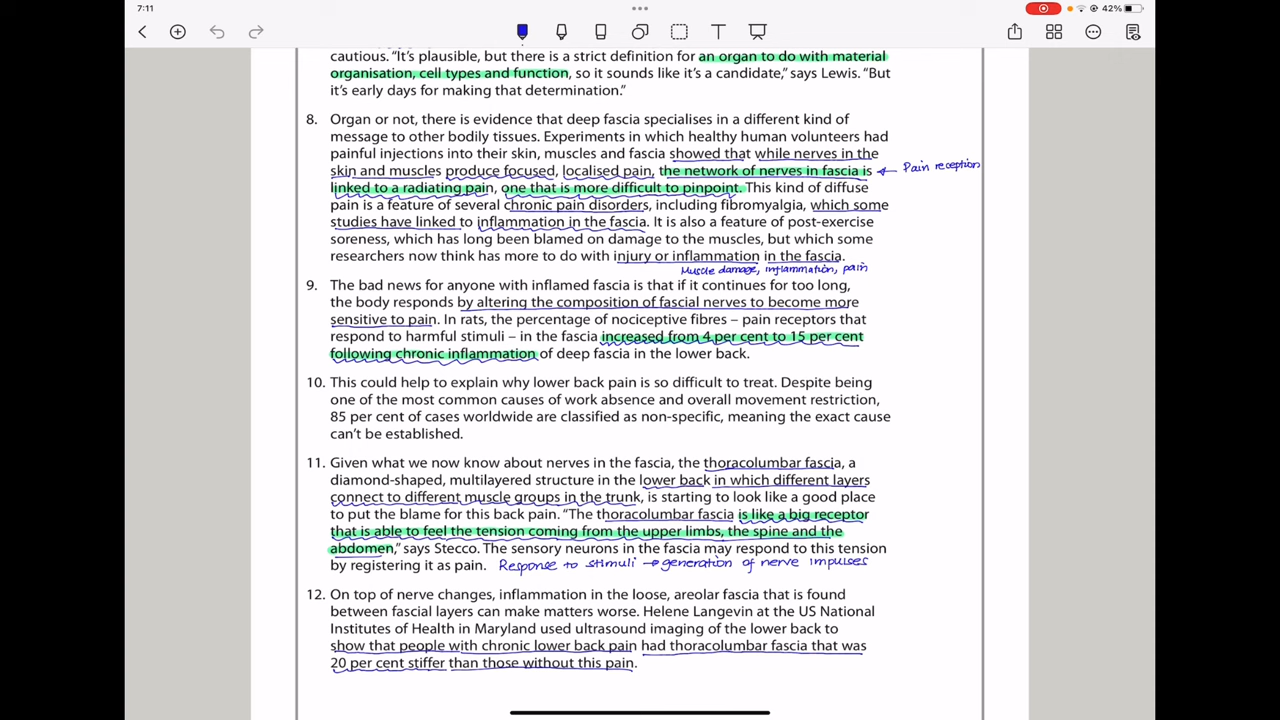 7:11
42%
cautious. “It’s plausible, but there is a strict definition for an organ to do with material
organisation, cell types and function, so it sounds like it’s a candidate,” says Lewis. “But
it’s early days for making that determination.”
8. Organ or not, there is evidence that deep fascia specialises in a different kind of
message to other bodily tissues. Experiments in which healthy human volunteers had
painful injections into their skin, muscles and fascia showed that while nerves in the
skin and muscles produce focused, localised pain, the network of nerves in fascia is
Pain reception
linked to a radiating pain, one that is more difficult to pinpoint. This kind of diffuse
pain is a feature of several chronic pain disorders, including fibromyalgia, which some
studies have linked to inflammation in the fascia. It is also a feature of post-exercise
soreness, which has long been blamed on damage to the muscles, but which some
researchers now think has more to do with injury or inflammation in the fascia.
Muscle damage, inflammation, pain
9. The bad news for anyone with inflamed fascia is that if it continues for too long,
the body responds by altering the composition of fascial nerves to become more
sensitive to pain. In rats, the percentage of nociceptive fibres – pain receptors that
respond to harmful stimuli – in the fascia increased from 4 per cent to 15 per cent
following chronic inflammation of deep fascia in the lower back.
10. This could help to explain why lower back pain is so difficult to treat. Despite being
one of the most common causes of work absence and overall movement restriction,
85 per cent of cases worldwide are classified as non-specific, meaning the exact cause
can’t be established.
11. Given what we now know about nerves in the fascia, the thoracolumbar fascia, a
diamond-shaped, multilayered structure in the lower back in which different layers
connect to different muscle groups in the trunk, is starting to look like a good place
to put the blame for this back pain. “The thoracolumbar fascia is like a big receptor
that is able to feel the tension coming from the upper limbs, the spine and the
abdomen,” says Stecco. The sensory neurons in the fascia may respond to this tension
by registering it as pain. Response to stimuli → generation of nerve impulses
12. On top of nerve changes, inflammation in the loose, areolar fascia that is found
between fascial layers can make matters worse. Helene Langevin at the US National
Institutes of Health in Maryland used ultrasound imaging of the lower back to
show that people with chronic lower back pain had thoracolumbar fascia that was
20 per cent stiffer than those without this pain.